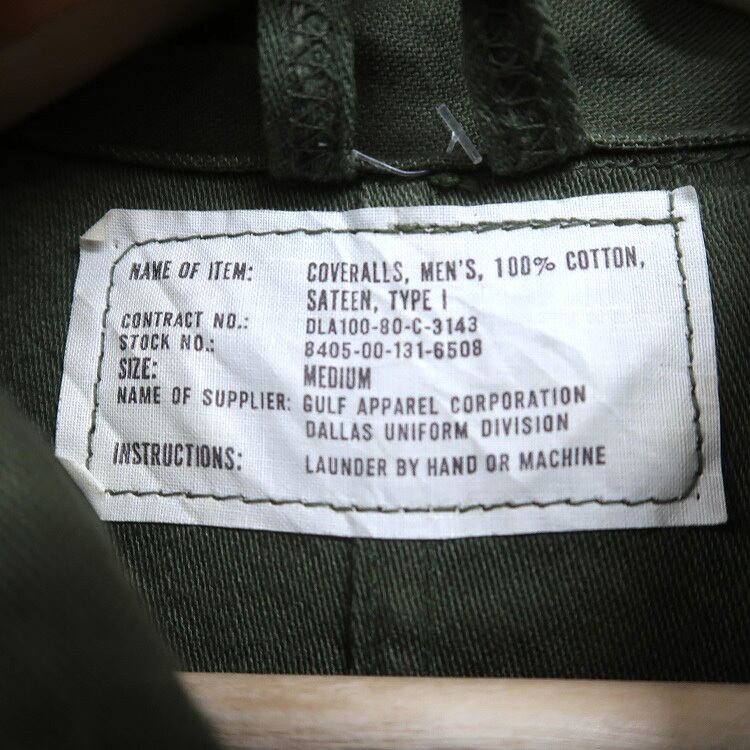 NAME OF ITEM: COVERALLS, MEN'S, 100% COTTON,
SATEEN, TYPE I
CONTRACT NO.: DLA100-80-C-3143
STOCK NO.: 8405-00-131-6508
SIZE: MEDIUM
NAME OF SUPPLIER: GULF APPAREL CORPORATION
DALLAS UNIFORM DIVISION
INSTRUCTIONS: LAUNDER BY HAND OR MACHINE